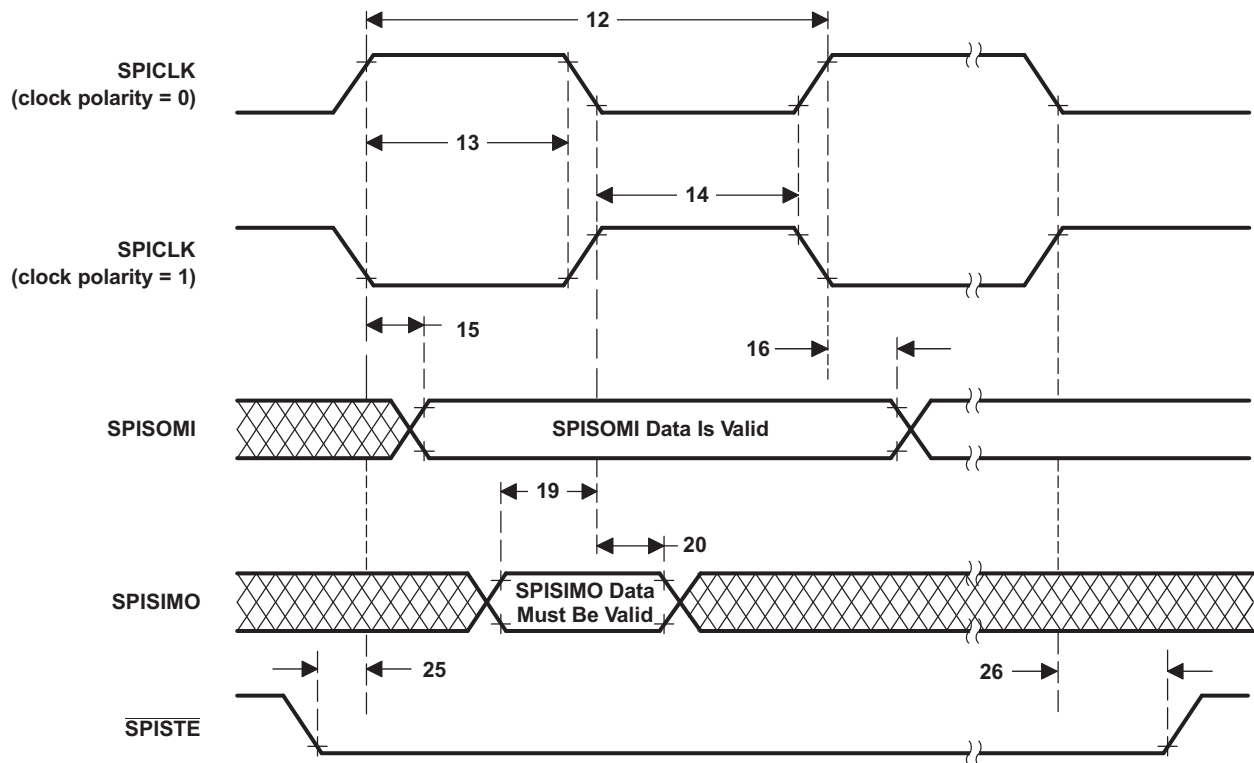 12
SPICLK
(clock polarity = 0)
13
14
SPICLK
(clock polarity = 1)
15
16
SPISOMI
SPISOMI Data Is Valid
19
20
SPISIMO
SPISIMO Data
Must Be Valid
25
26
SPISTE